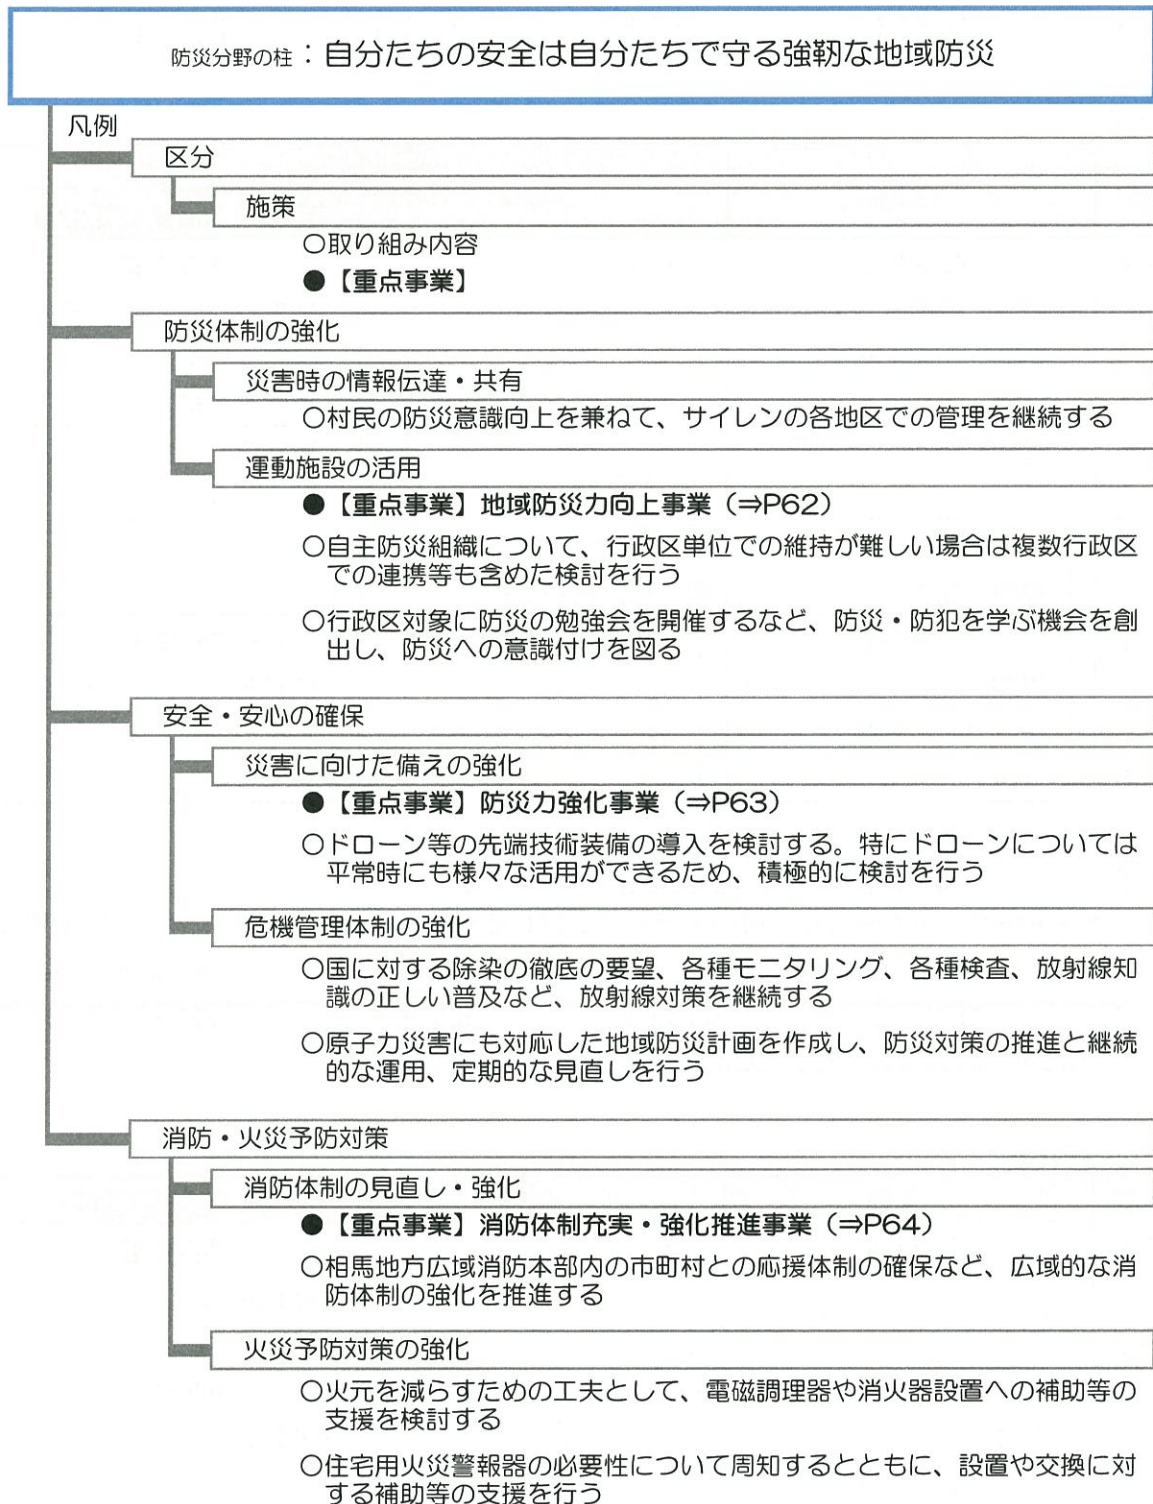 防災分野の柱：自分たちの安全は自分たちで守る強靭な地域防災
凡例
区分
施策
○取り組み内容
●【重点事業】
防災体制の強化
災害時の情報伝達・共有
○村民の防災意識向上を兼ねて、サイレンの各地区での管理を継続する
運動施設の活用
●【重点事業】地域防災力向上事業（⇒P62）
○自主防災組織について、行政区単位での維持が難しい場合は複数行政区
での連携等も含めた検討を行う
○行政区対象に防災の勉強会を開催するなど、防災・防犯を学ぶ機会を創
出し、防災への意識付けを図る
安全・安心の確保
災害に向けた備えの強化
●【重点事業】防災力強化事業（⇒P63）
○ドローン等の先端技術装備の導入を検討する。特にドローンについては
平常時にも様々な活用ができるため、積極的に検討を行う
危機管理体制の強化
○国に対する除染の徹底の要望、各種モニタリング、各種検査、放射線知
識の正しい普及など、放射線対策を継続する
○原子力災害にも対応した地域防災計画を作成し、防災対策の推進と継続
的な運用、定期的な見直しを行う
消防・火災予防対策
消防体制の見直し・強化
●【重点事業】消防体制充実・強化推進事業（⇒P64）
○相馬地方広域消防本部内の市町村との応援体制の確保など、広域的な消
防体制の強化を推進する
火災予防対策の強化
○火元を減らすための工夫として、電磁調理器や消火器設置への補助等の
支援を検討する
○住宅用火災警報器の必要性について周知するとともに、設置や交換に対
する補助等の支援を行う